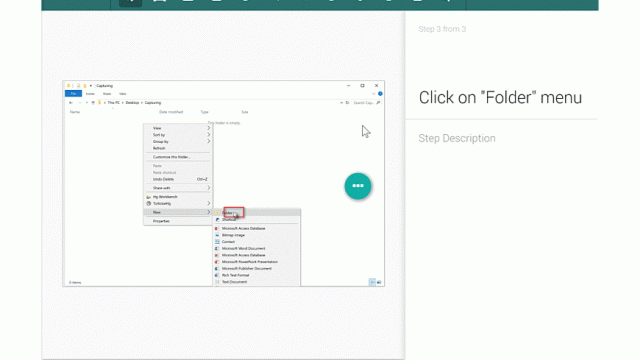 Step 3 from 3
Click on "Folder" menu
Step Description
Capturing
File Home Share View
This PC > Desktop > Capturing
Search Cap...
Name Date modified Type Size
This folder is empty.
View
Sort by
Group by
Refresh
Customize this folder...
Paste
Paste shortcut
Undo Delete Ctrl+Z
Share with
Hg Workbench
TortoiseHg
New
Properties
Folder
Shortcut
Microsoft Access Database
Bitmap image
Contact
Microsoft Word Document
Microsoft Access Database
Microsoft PowerPoint Presentation
Microsoft Publisher Document
Rich Text Format
Text Document
0 items